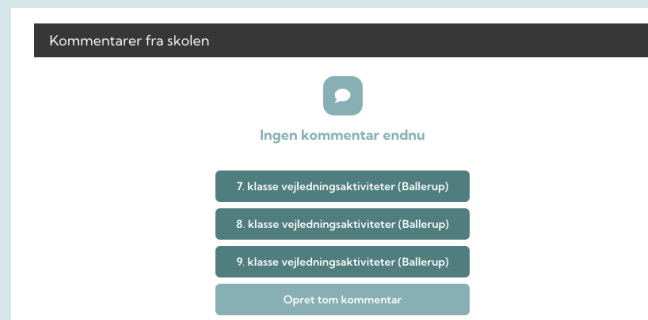 Kommentarer fra skolen
Ingen kommentar endnu
7. klasse vejledningsaktiviteter (Ballerup)
8. klasse vejledningsaktiviteter (Ballerup)
9. klasse vejledningsaktiviteter (Ballerup)
Opret tom kommentar